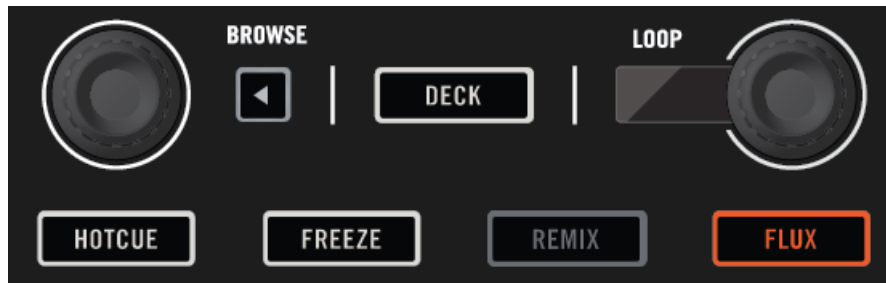 BROWSE
LOOP
DECK
HOTCUE
FREEZE
REMIX
FLUX